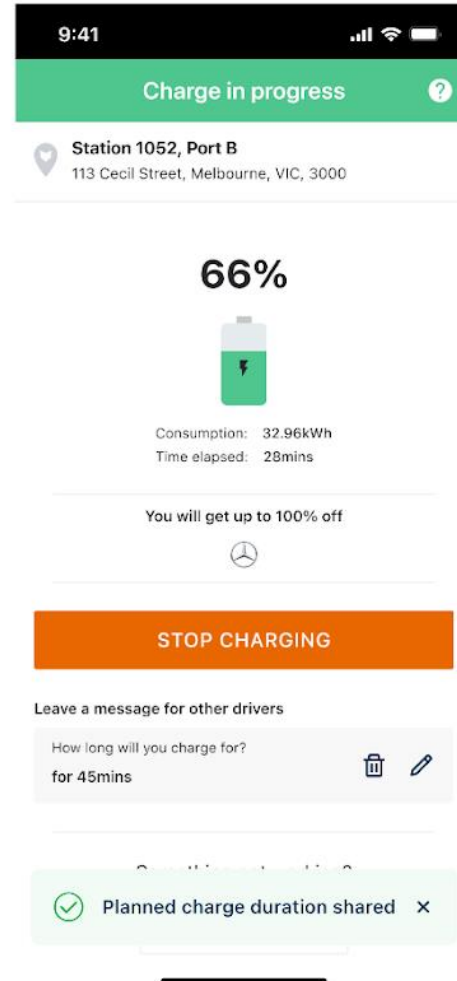 9:41
Charge in progress ?
Station 1052, Port B
113 Cecil Street, Melbourne, VIC, 3000
66%
Consumption: 32.96kWh
Time elapsed: 28mins
You will get up to 100% off
STOP CHARGING
Leave a message for other drivers
How long will you charge for?
for 45mins
Planned charge duration shared